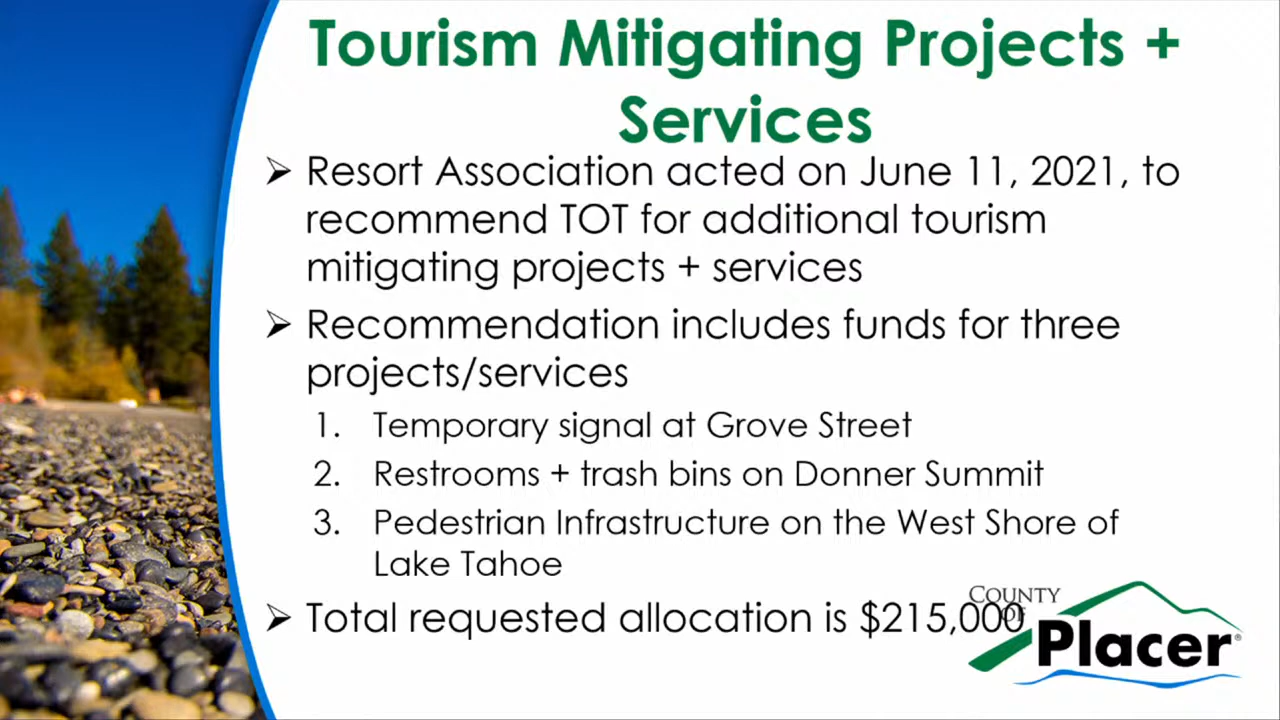 Tourism Mitigating Projects +
Services
➢ Resort Association acted on June 11, 2021, to
recommend TOT for additional tourism
mitigating projects + services
➢ Recommendation includes funds for three
projects/services
1. Temporary signal at Grove Street
2. Restrooms + trash bins on Donner Summit
3. Pedestrian Infrastructure on the West Shore of
Lake Tahoe
➢ Total requested allocation is $215,000
COUNTY
OF
Placer®